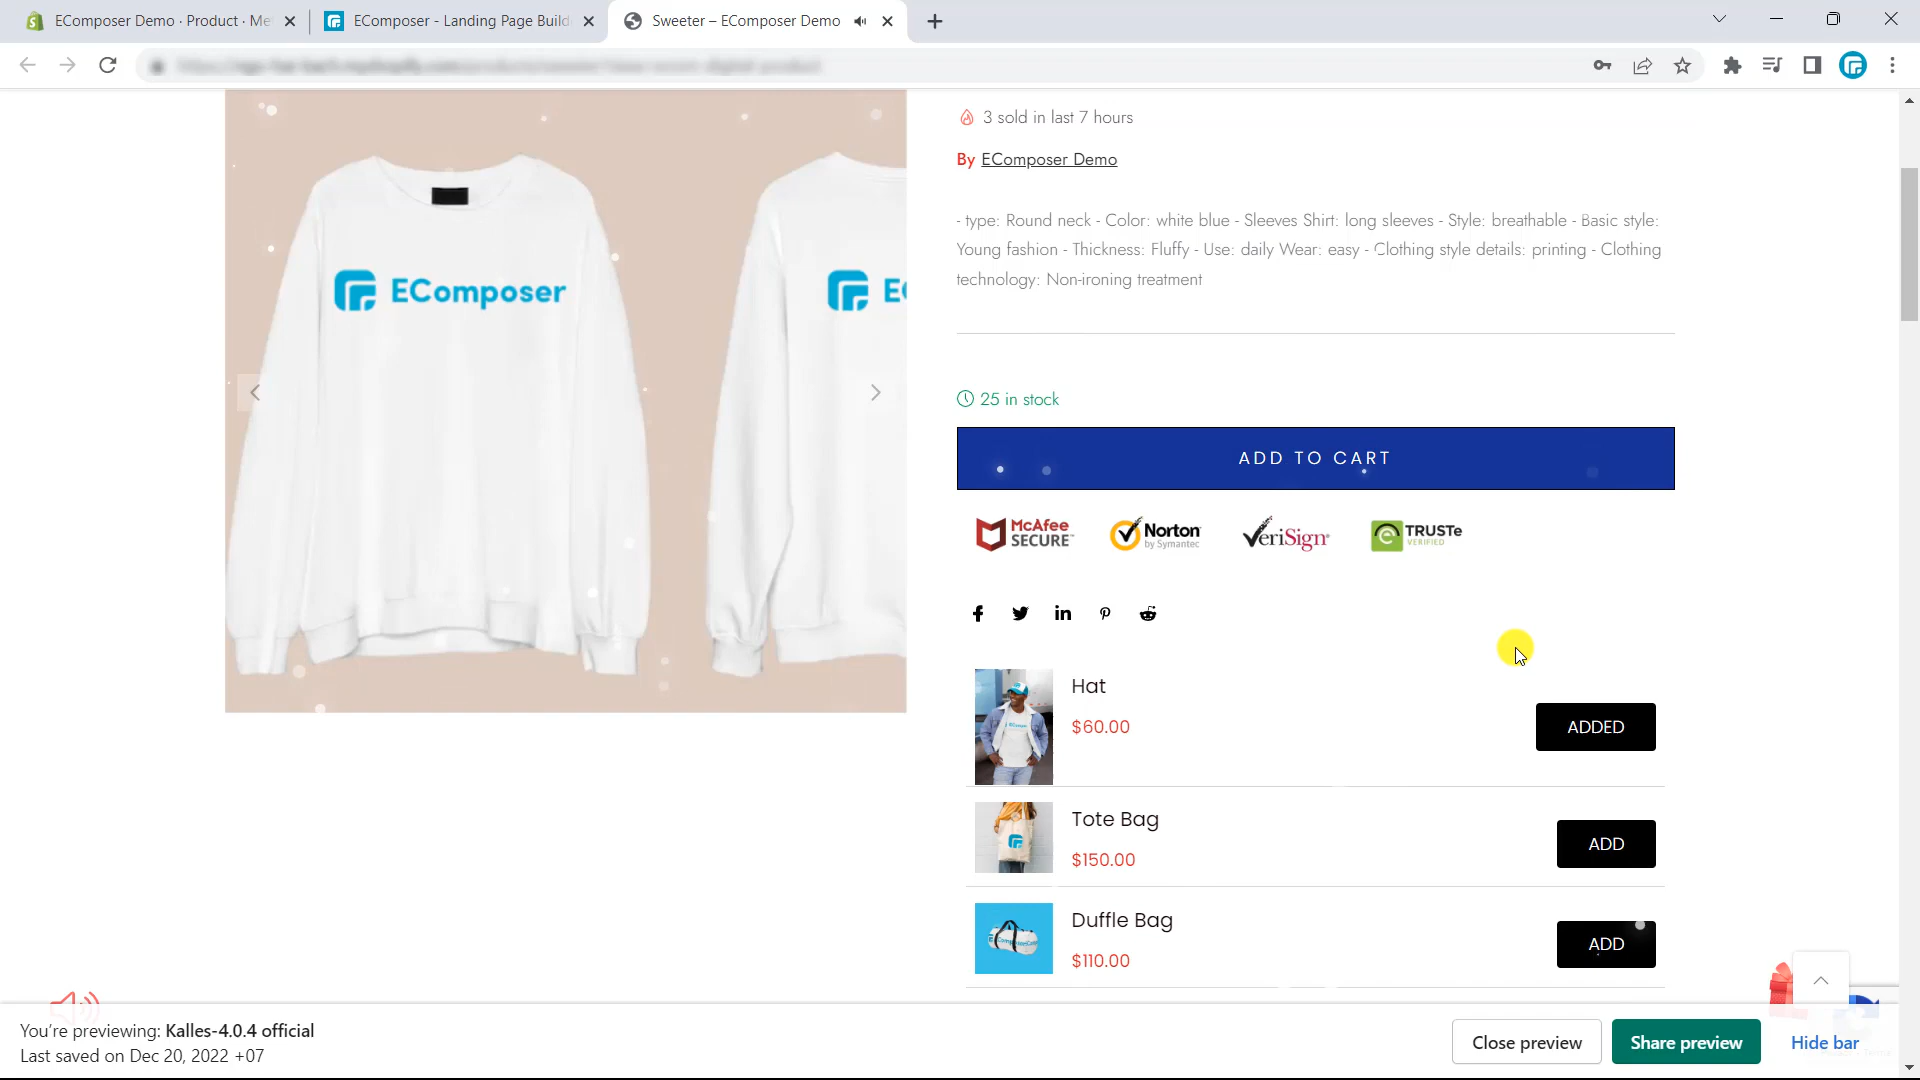 EComposer Demo · Product · Me
EComposer - Landing Page Build
Sweeter – EComposer Demo
3 sold in last 7 hours
By EComposer Demo
- type: Round neck - Color: white blue - Sleeves Shirt: long sleeves - Style: breathable - Basic style:
Young fashion - Thickness: Fluffy - Use: daily Wear: easy - Clothing style details: printing - Clothing
technology: Non-ironing treatment
EComposer
EC
25 in stock
ADD TO CART
McAfee
SECURE
Norton
by Symantec
VeriSign
TRUSTe
VERIFIED
Hat
$60.00
ADDED
Tote Bag
$150.00
ADD
Duffle Bag
$110.00
ADD
You're previewing: Kalles-4.0.4 official
Last saved on Dec 20, 2022 +07
Close preview
Share preview
Hide bar